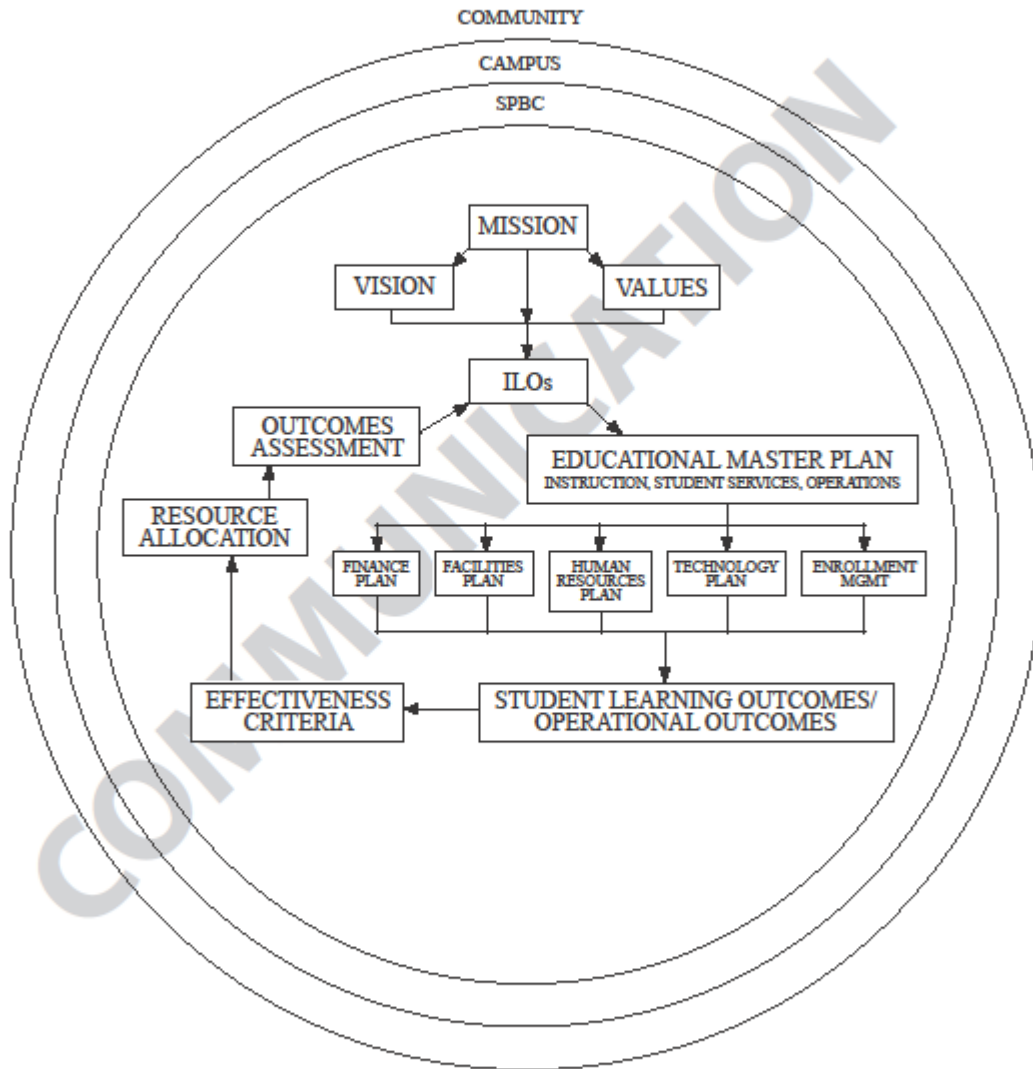 COMMUNITY
CAMPUS
SPBC
COMMUNICATION
MISSION
VISION
VALUES
ILOs
OUTCOMES
ASSESSMENT
EDUCATIONAL MASTER PLAN
INSTRUCTION, STUDENT SERVICES, OPERATIONS
RESOURCE
ALLOCATION
FINANCE
PLAN
FACILITIES
PLAN
HUMAN
RESOURCES
PLAN
TECHNOLOGY
PLAN
ENROLLMENT
MGMT
EFFECTIVENESS
CRITERIA
STUDENT LEARNING OUTCOMES/
OPERATIONAL OUTCOMES